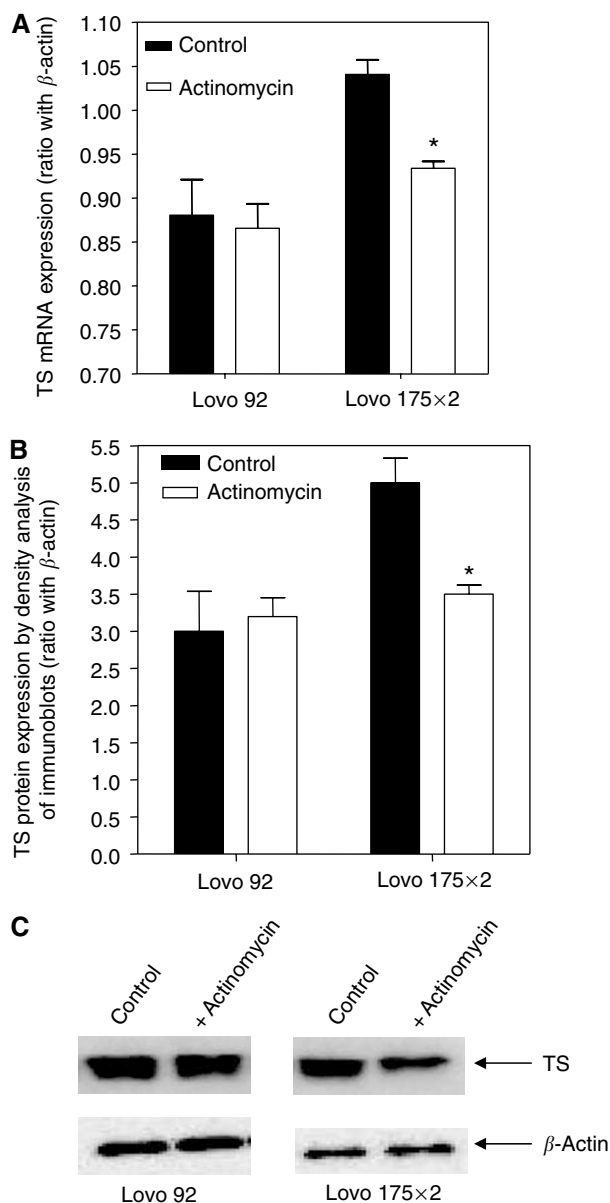 A
TS mRNA expression (ratio with β-actin)
1.10
1.05
1.00
0.95
0.90
0.85
0.80
0.75
0.70
Control
Actinomycin
*
Lovo 92
Lovo 175×2
B
TS protein expression by density analysis
of immunoblots (ratio with β-actin)
5.5
5.0
4.5
4.0
3.5
3.0
2.5
2.0
1.5
1.0
0.5
0.0
Control
Actinomycin
*
Lovo 92
Lovo 175×2
C
Control
+ Actinomycin
Control
+ Actinomycin
TS
β-Actin
Lovo 92
Lovo 175×2